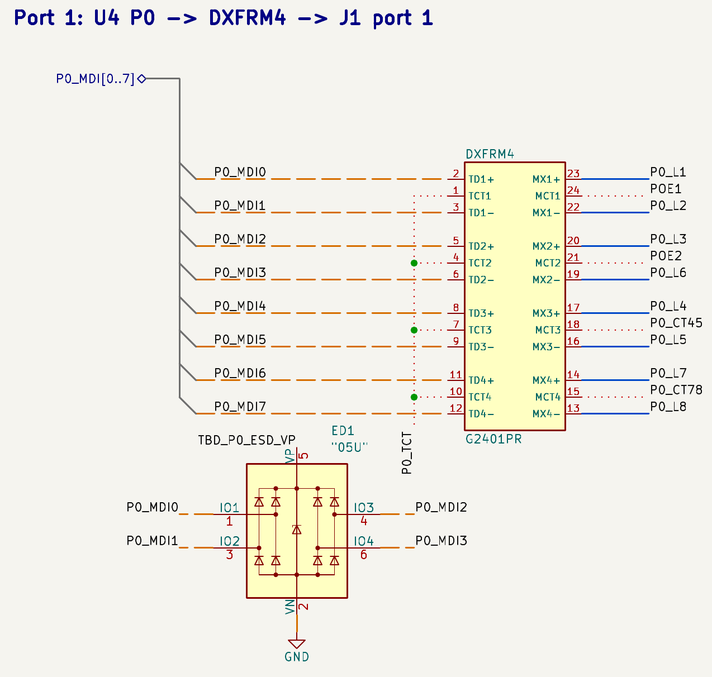 Port 1: U4 P0 -> DXFRM4 -> J1 port 1
P0_MDI[0..7]
DXFRM4
P0_MDI0 2 TD1+ MX1+ 23 P0_L1
1 TCT1 MCT1 24 POE1
P0_MDI1 3 TD1- MX1- 22 P0_L2
P0_MDI2 5 TD2+ MX2+ 20 P0_L3
4 TCT2 MCT2 21 POE2
P0_MDI3 6 TD2- MX2- 19 P0_L6
P0_MDI4 8 TD3+ MX3+ 17 P0_L4
7 TCT3 MCT3 18 P0_CT45
P0_MDI5 9 TD3- MX3- 16 P0_L5
P0_MDI6 11 TD4+ MX4+ 14 P0_L7
10 TCT4 MCT4 15 P0_CT78
P0_MDI7 12 TD4- MX4- 13 P0_L8
G2401PR
P0_TCT
ED1
"05U"
TBD_P0_ESD_VP
VP 5
P0_MDI0 IO1 1 IO3 4 P0_MDI2
P0_MDI1 IO2 3 IO4 6 P0_MDI3
VN 2
GND